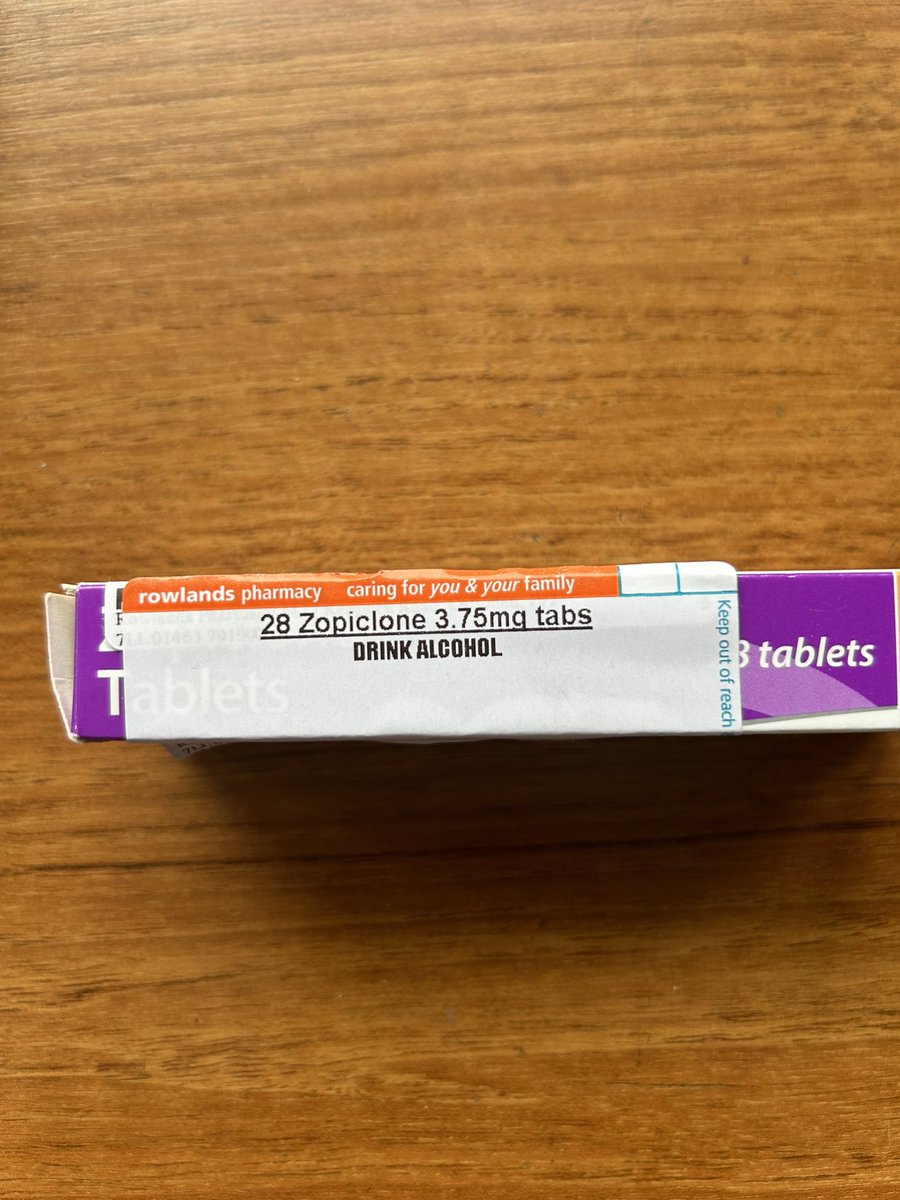 rowlands pharmacy caring for you & your family
28 Zopiclone 3.75mg tabs
DRINK ALCOHOL
Keep out of reach
Tablets
tablets